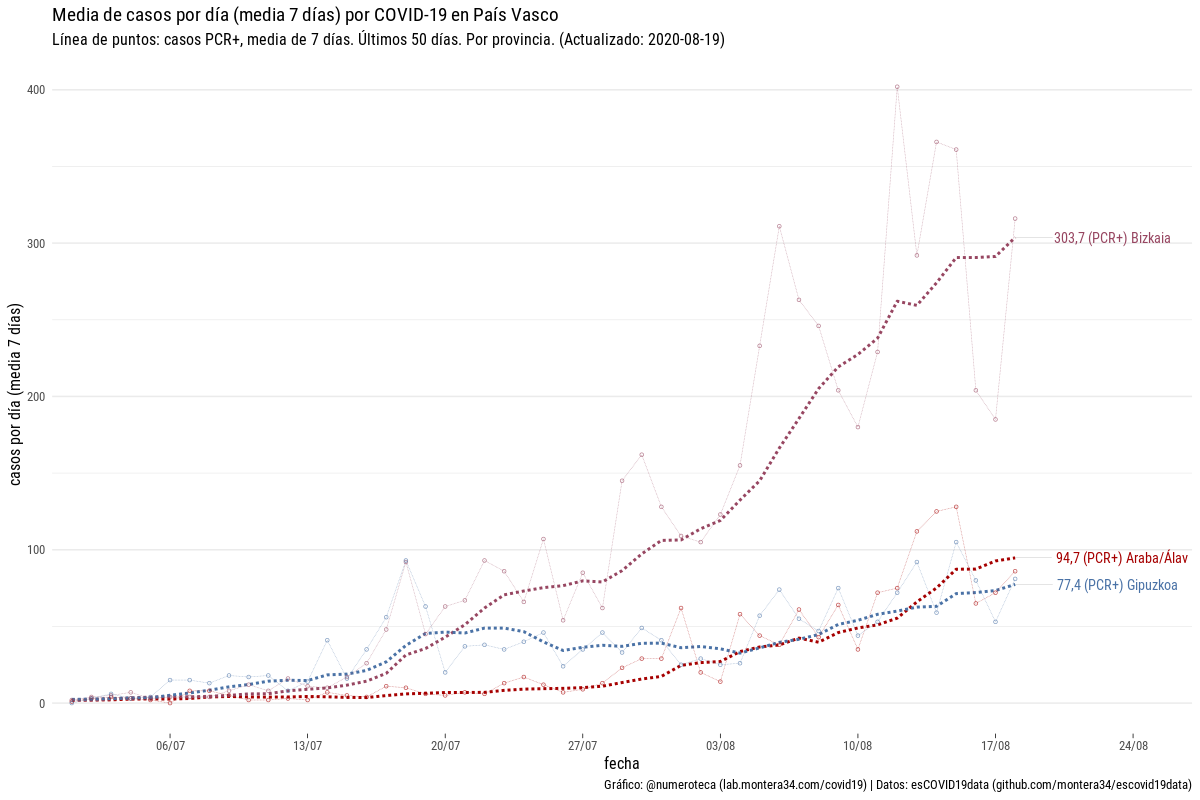 Media de casos por día (media 7 días) por COVID-19 en País Vasco
Línea de puntos: casos PCR+, media de 7 días. Últimos 50 días. Por provincia. (Actualizado: 2020-08-19)
casos por día (media 7 días)
400
300
200
100
0
303,7 (PCR+) Bizkaia
94,7 (PCR+) Araba/Álav
77,4 (PCR+) Gipuzkoa
06/07
13/07
20/07
27/07
03/08
10/08
17/08
24/08
fecha
Gráfico: @numeroteca (lab.montera34.com/covid19) | Datos: esCOVID19data (github.com/montera34/escovid19data)